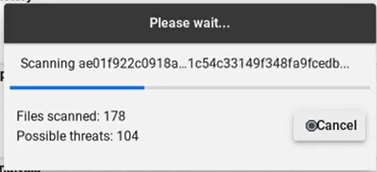 Please wait...
Scanning ae01f922c0918a...1c54c33149f348fa9fcedb...
Files scanned: 178
Possible threats: 104
Cancel